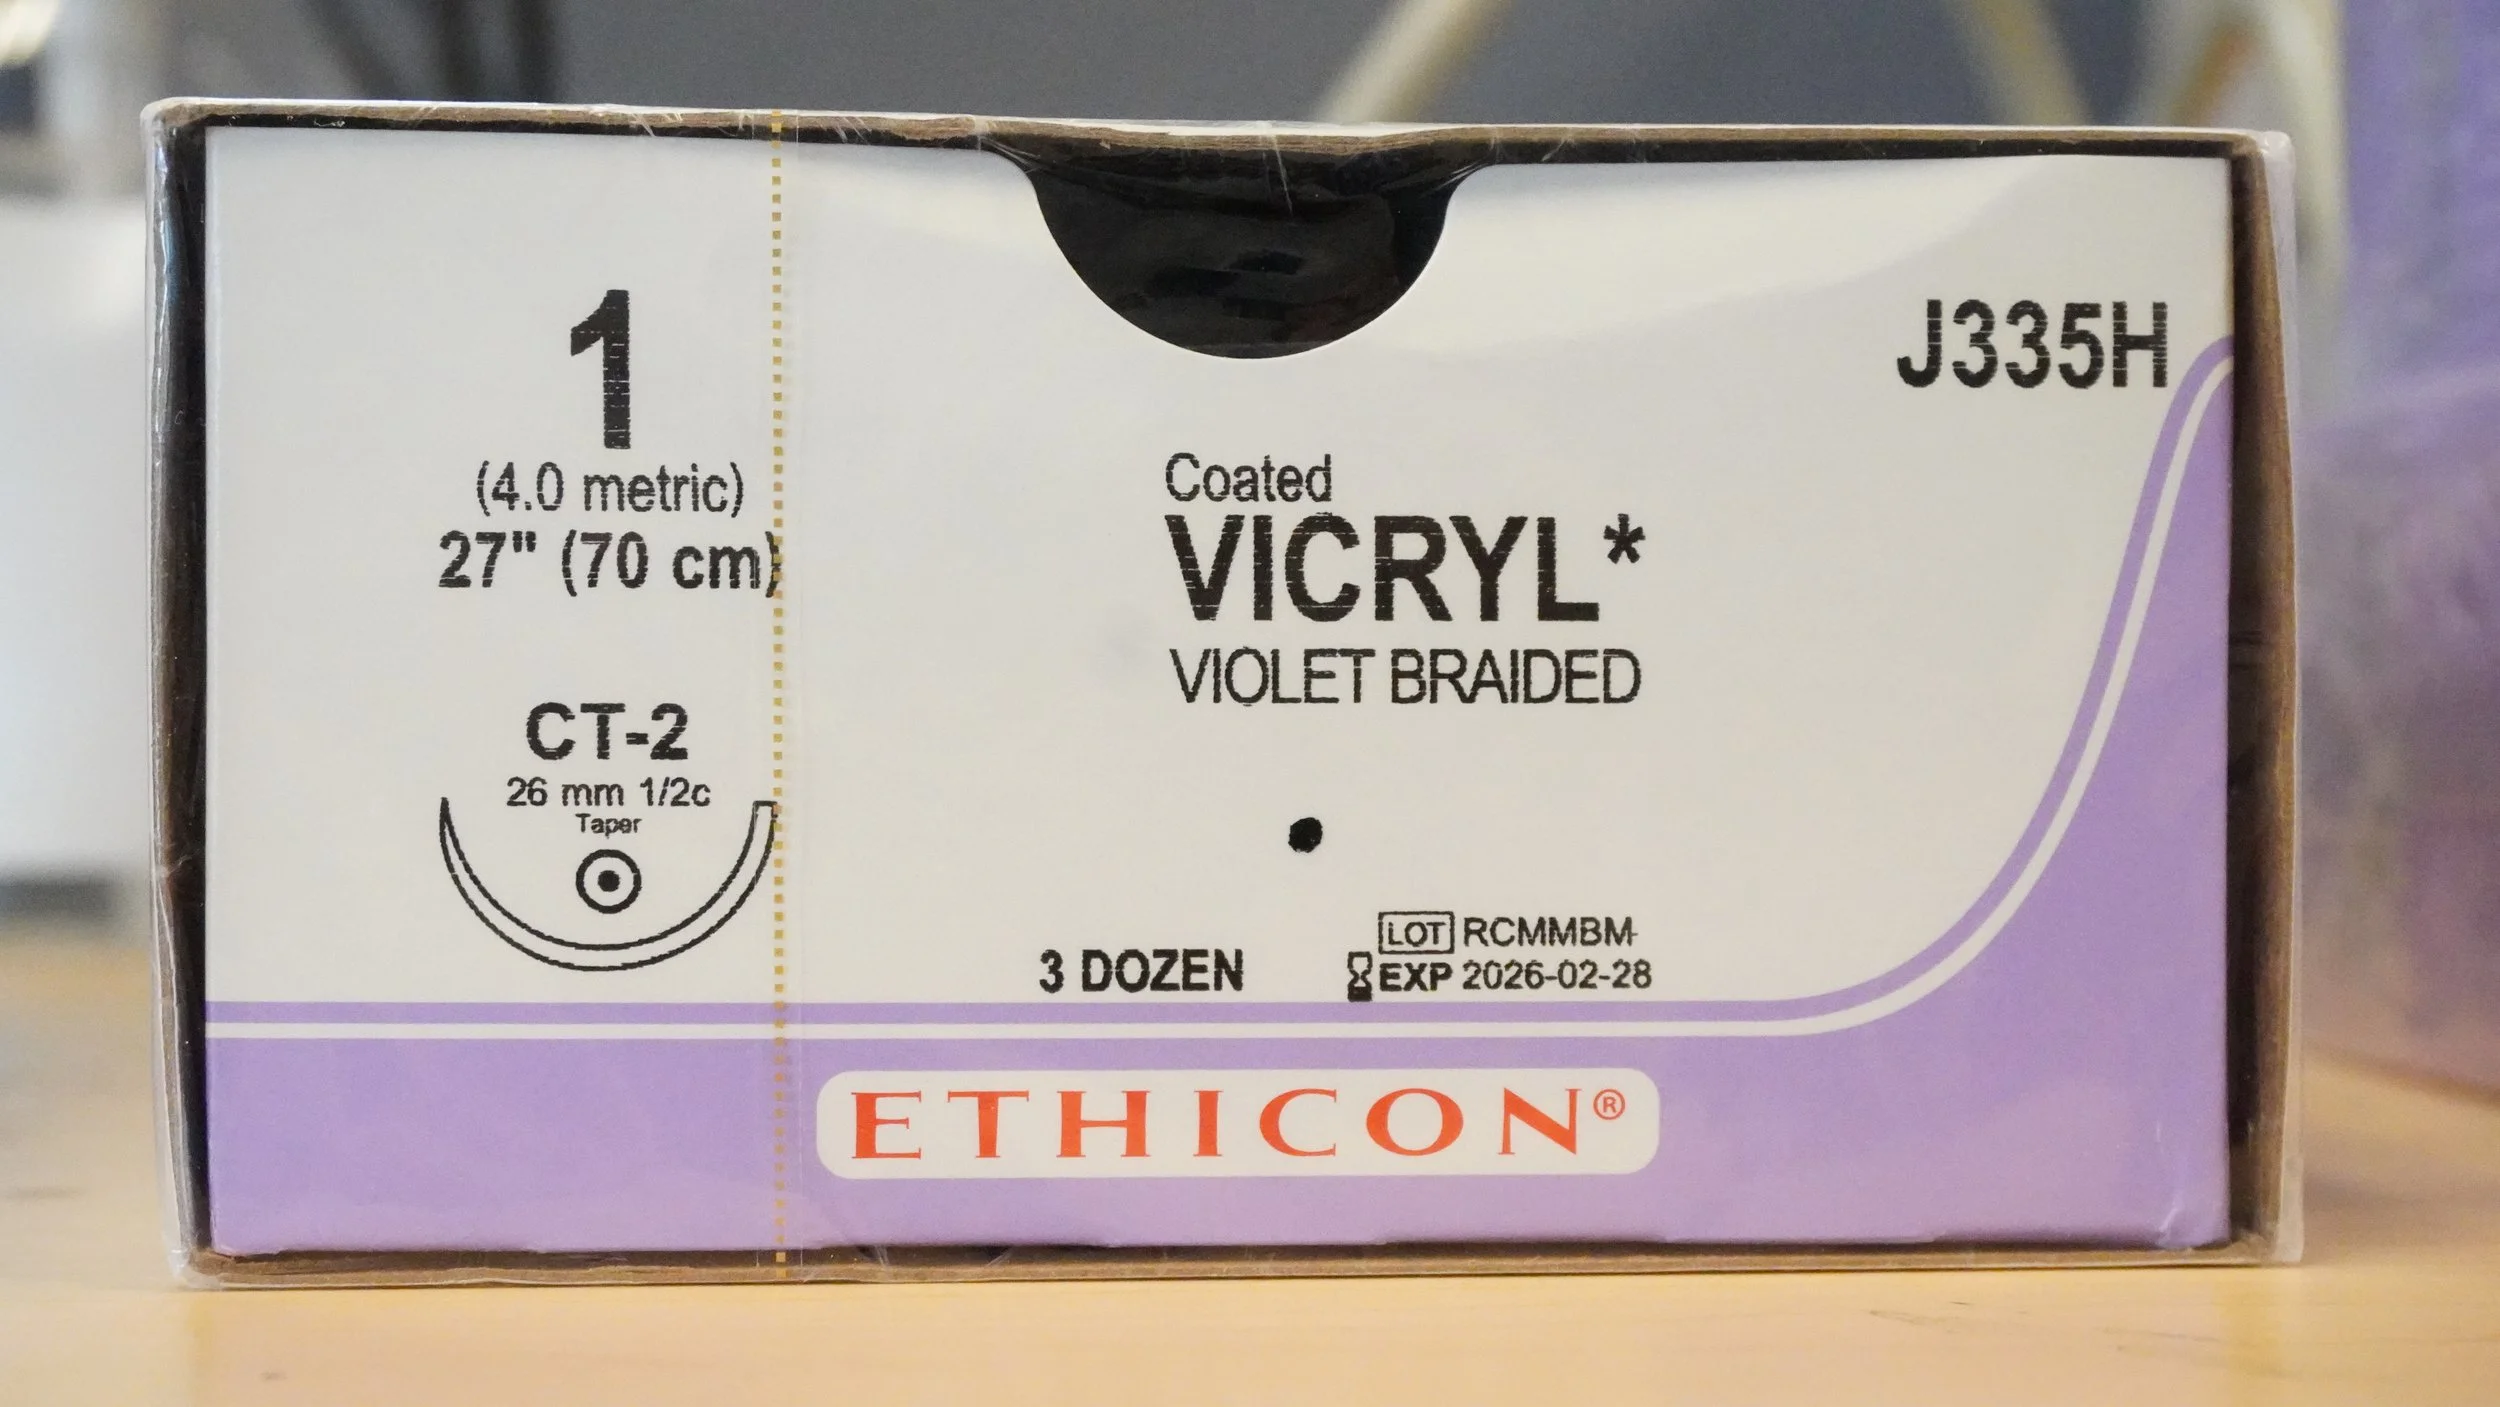 1
(4.0 metric)
27" (70 cm)
J335H
Coated
VICRYL*
VIOLET BRAIDED
CT-2
26 mm 1/2c
Taper
3 DOZEN
LOT RCMMBM
EXP 2026-02-28
ETHICON®